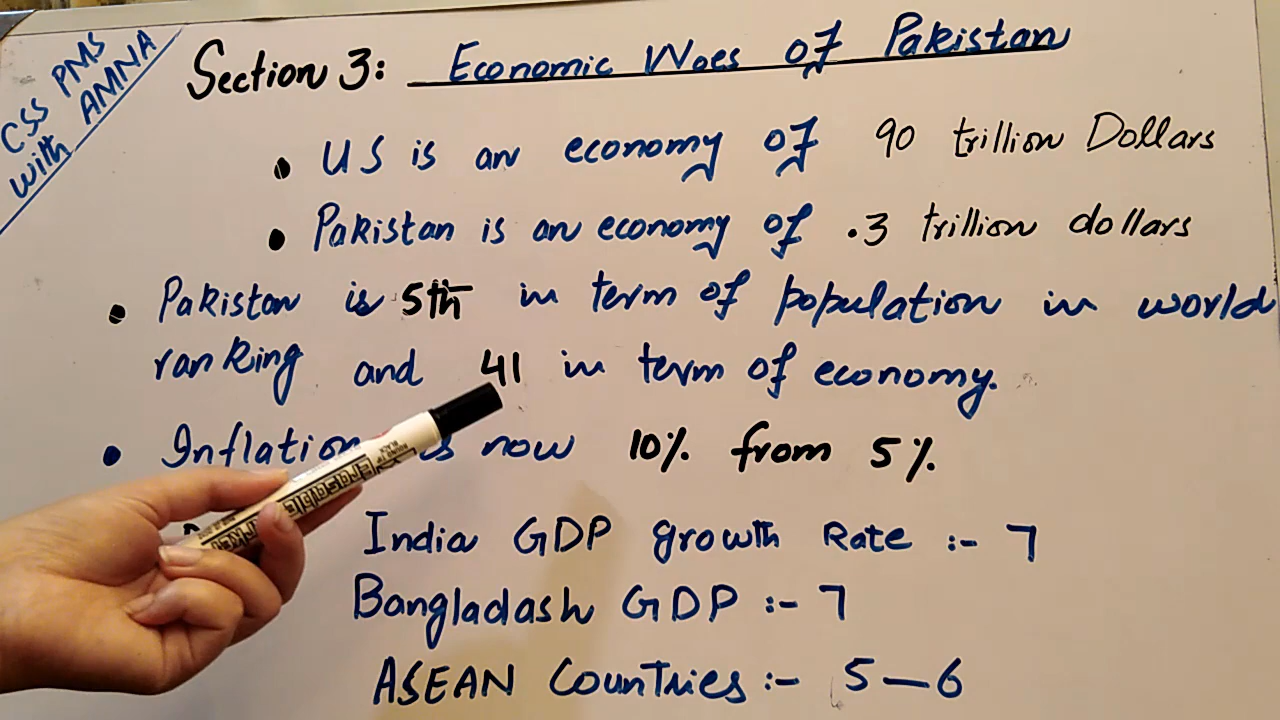 CSS PMS
with AMNA
Section 3: Economic Woes of Pakistan
• US is an economy of 90 trillion Dollars
• Pakistan is an economy of .3 trillion dollars
• Pakistan is 5th in term of population in world
ranking and 41 in term of economy.
• Inflation is now 10% from 5%.
India GDP growth Rate :- 7
Bangladash GDP :- 7
ASEAN Countries :- 5—6